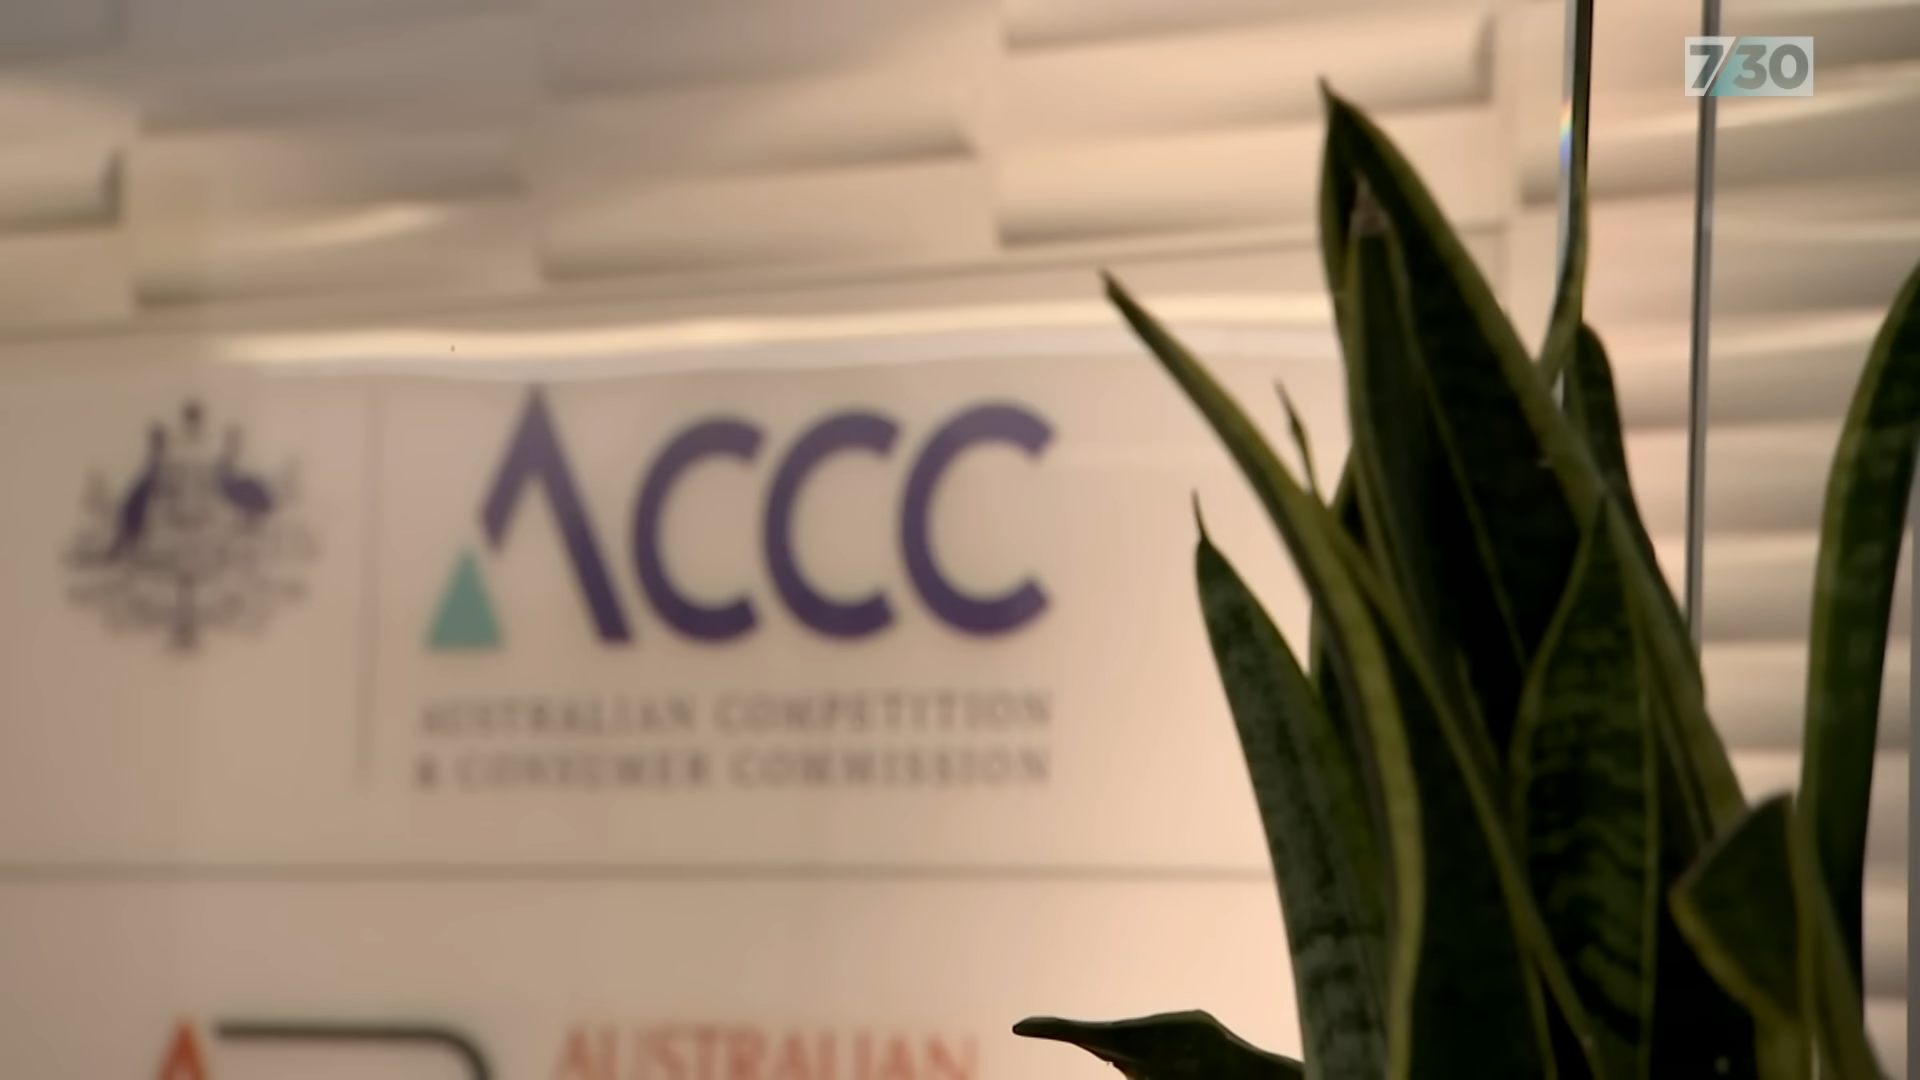 7/30
ACCC
AUSTRALIAN COMPETITION
& CONSUMER COMMISSION
AUSTRALIAN